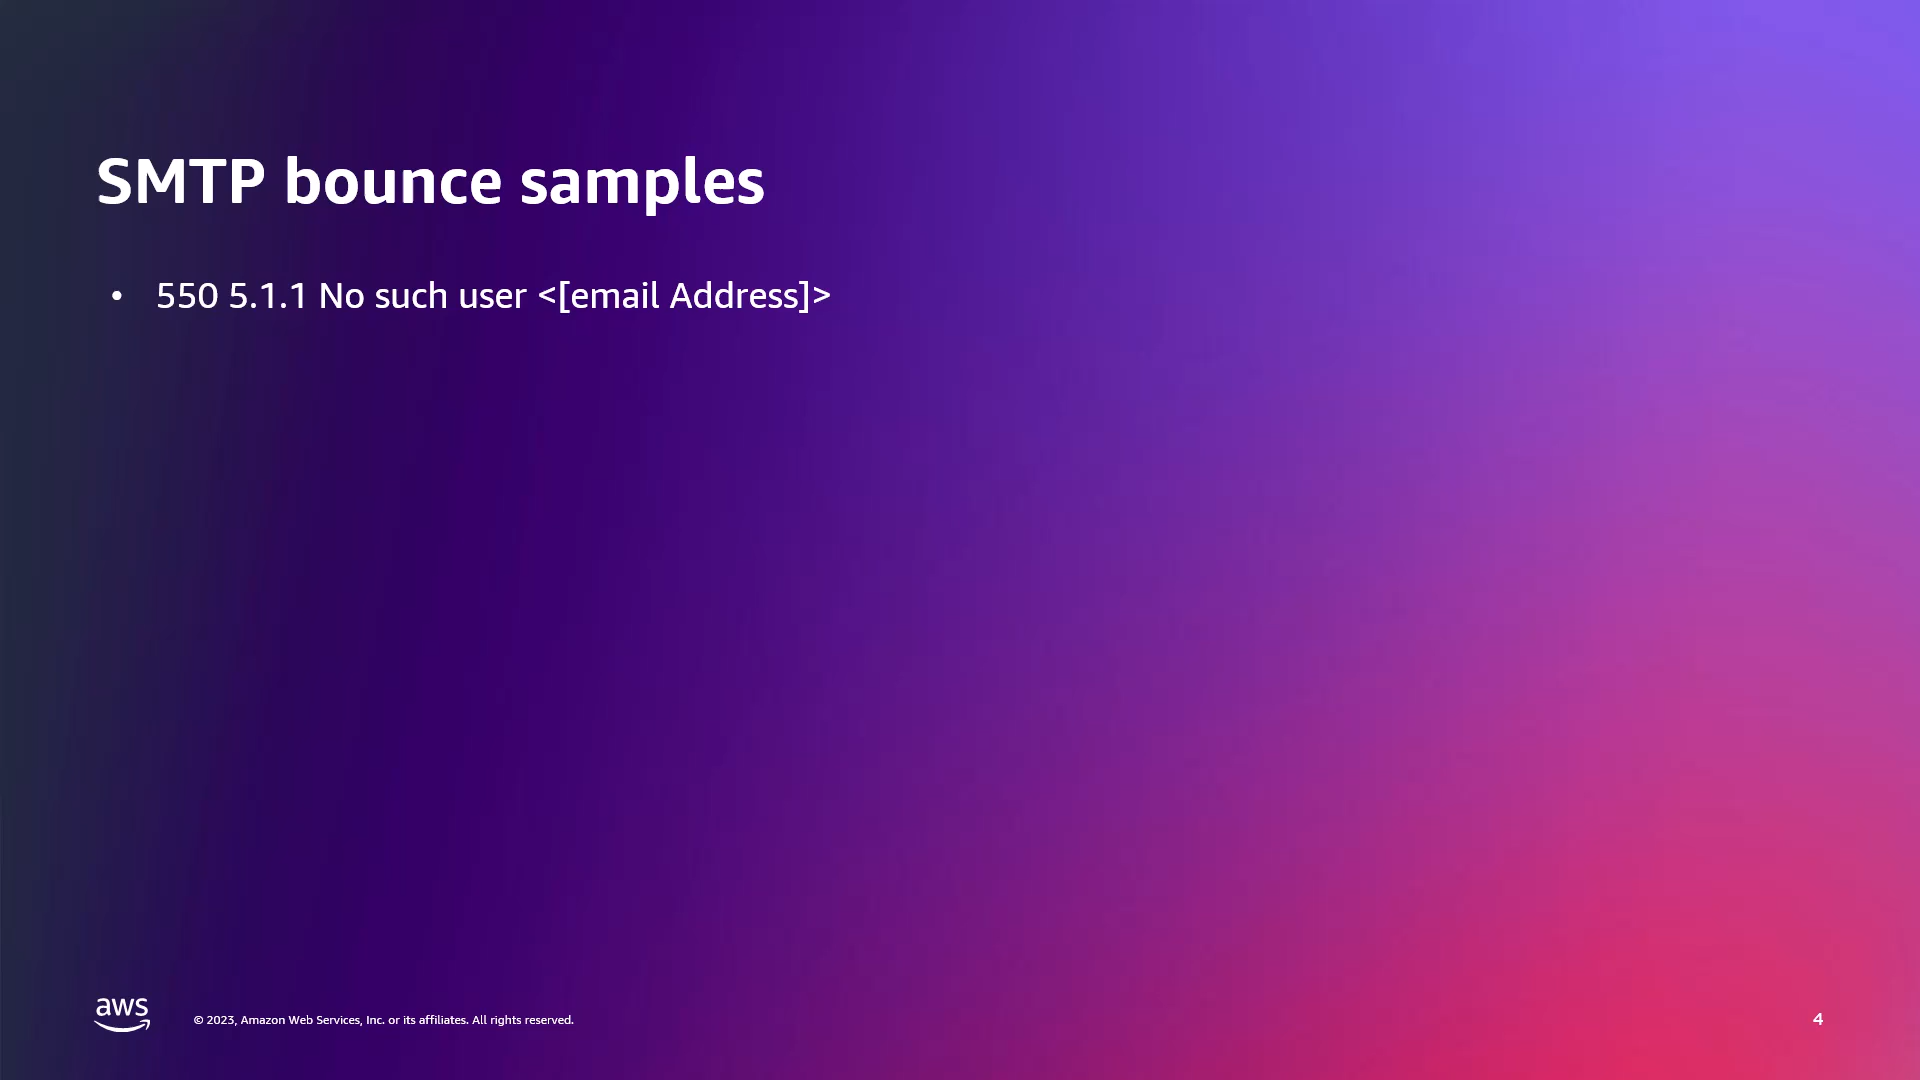 SMTP bounce samples
• 550 5.1.1 No such user <[email Address]>
aws
© 2023, Amazon Web Services, Inc. or its affiliates. All rights reserved.
4